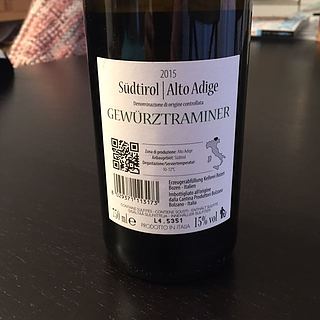 2015
Südtirol | Alto Adige
Denominazione di origine controllata
GEWÜRZTRAMINER
Zona di produzione: Alto Adige
Anbaugebiet: Südtirol
Degustazione/Serviertemperatur:
Erzeugerabfüllung Kellerei Bozen
Bozen - Italien
Imbottigliato all'origine
dalla Cantina Produttori Bolzano
Bolzano - Italia
CONTAINS SULFITES
750 ml e L4.5351 15% vol
PRODOTTO IN ITALIA